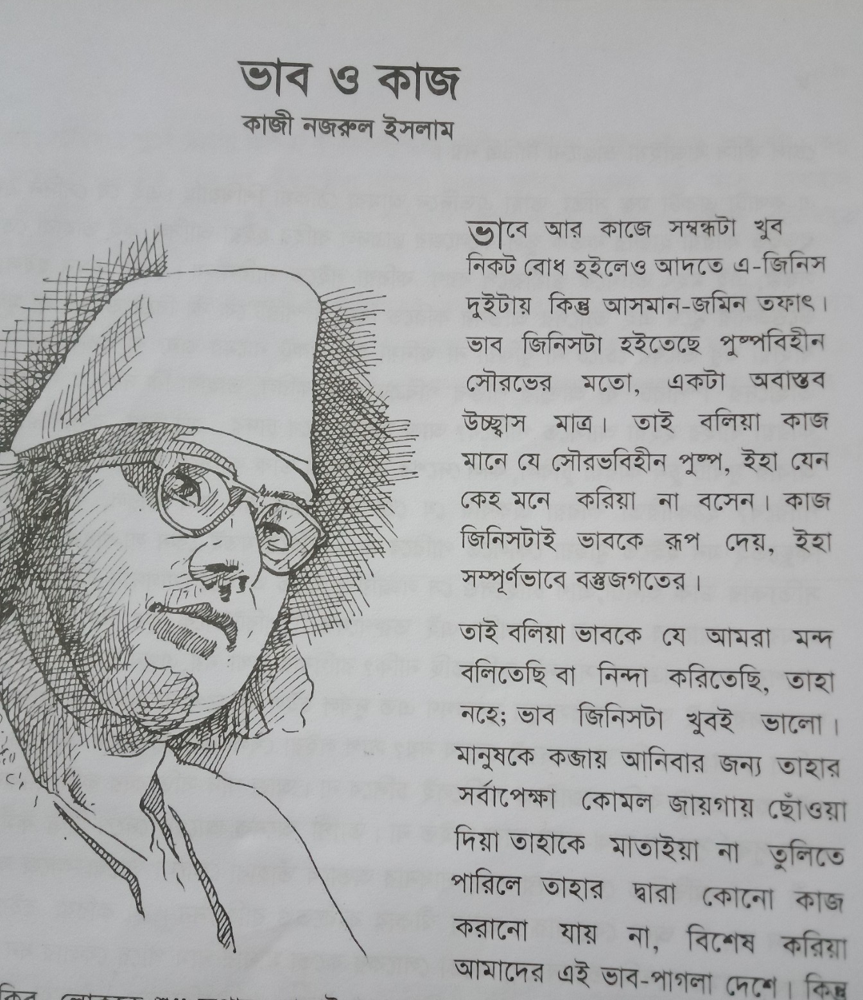 ভাব ও কাজ
কাজী নজরুল ইসলাম
ভাবে আর কাজে সম্বন্ধটা খুব
নিকট বোধ হইলেও আদতে এ-জিনিস
দুইটায় কিন্তু আসমান-জমিন তফাৎ।
ভাব জিনিসটা হইতেছে পুষ্পবিহীন
সৌরভের মতো, একটা অবাস্তব
উচ্ছ্বাস মাত্র। তাই বলিয়া কাজ
মানে যে সৌরভবিহীন পুষ্প, ইহা যেন
কেহ মনে করিয়া না বসেন। কাজ
জিনিসটাই ভাবকে রূপ দেয়, ইহা
সম্পূর্ণভাবে বস্তুজগতের।
তাই বলিয়া ভাবকে যে আমরা মন্দ
বলিতেছি বা নিন্দা করিতেছি, তাহা
নহে; ভাব জিনিসটা খুবই ভালো।
মানুষকে কব্জায় আনিবার জন্য তাহার
সর্বাপেক্ষা কোমল জায়গায় ছোঁওয়া
দিয়া তাহাকে মাতাইয়া না তুলিতে
পারিলে তাহার দ্বারা কোনো কাজ
করানো যায় না, বিশেষ করিয়া
আমাদের এই ভাব-পাগলা দেশে। কিন্তু